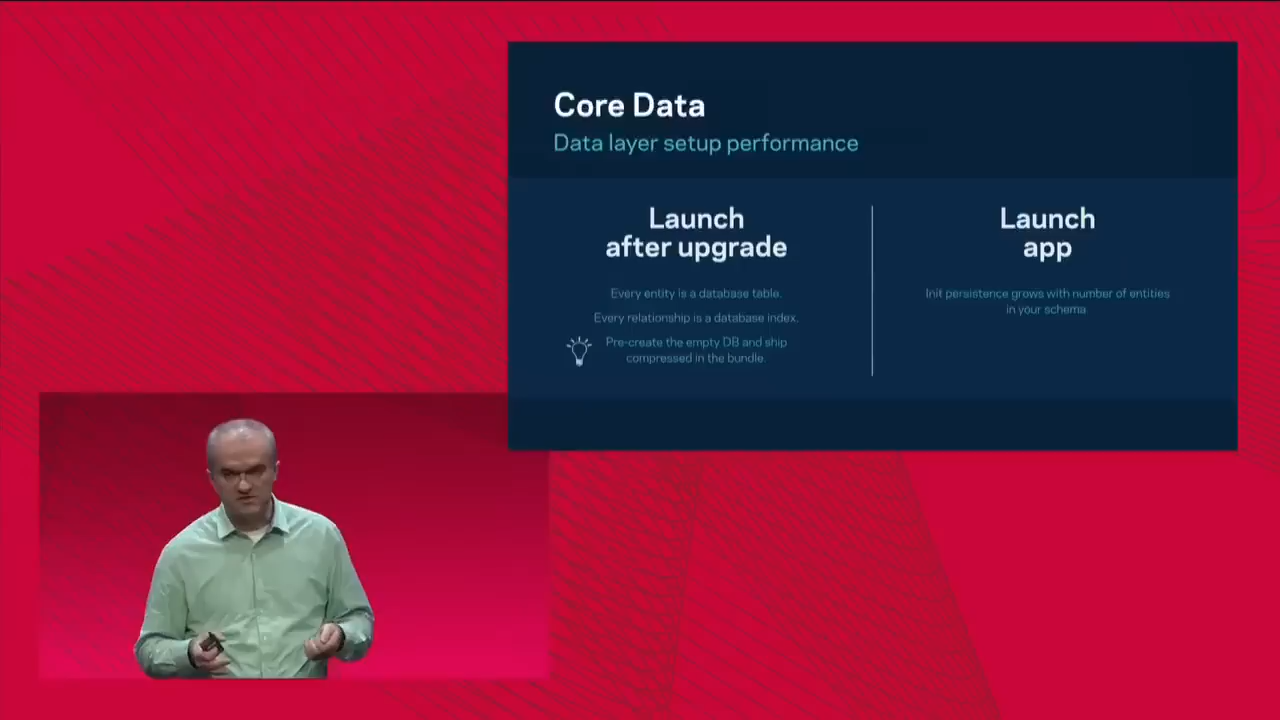 Core Data
Data layer setup performance
Launch
after upgrade
Every entity is a database table.
Every relationship is a database index.
Pre-create the empty DB and ship
compressed in the bundle.
Launch
app
Init persistence grows with number of entities
in your schema